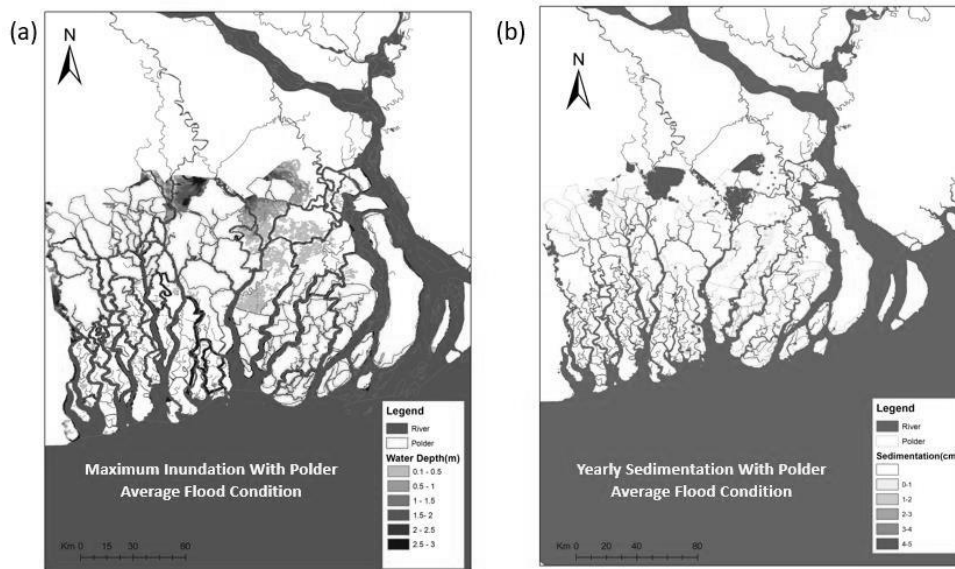 (a)
N
Legend
River
Polder
Water Depth(m)
0.1 - 0.5
0.5 - 1
1 - 1.5
1.5- 2
2 - 2.5
2.5 - 3
Maximum Inundation With Polder
Average Flood Condition
Km 0 15 30 60
(b)
N
Legend
River
Polder
Sedimentation(cm
0-1
1-2
2-3
3-4
4-5
Yearly Sedimentation With Polder
Average Flood Condition
Km 0 20 40 80